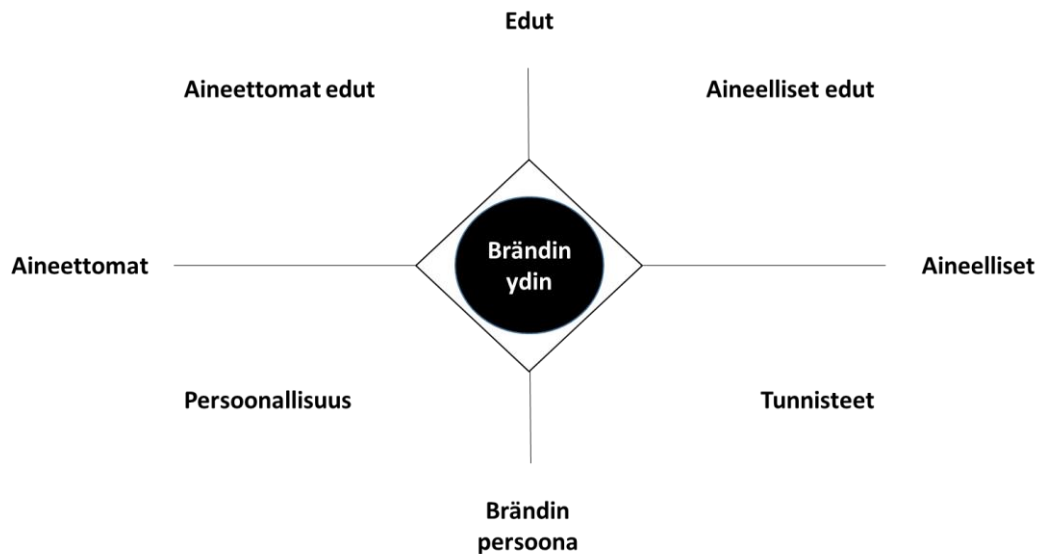 Edut
Aineettomat edut
Aineelliset edut
Aineettomat
Brändin
ydin
Aineelliset
Persoonallisuus
Tunnisteet
Brändin
persoona